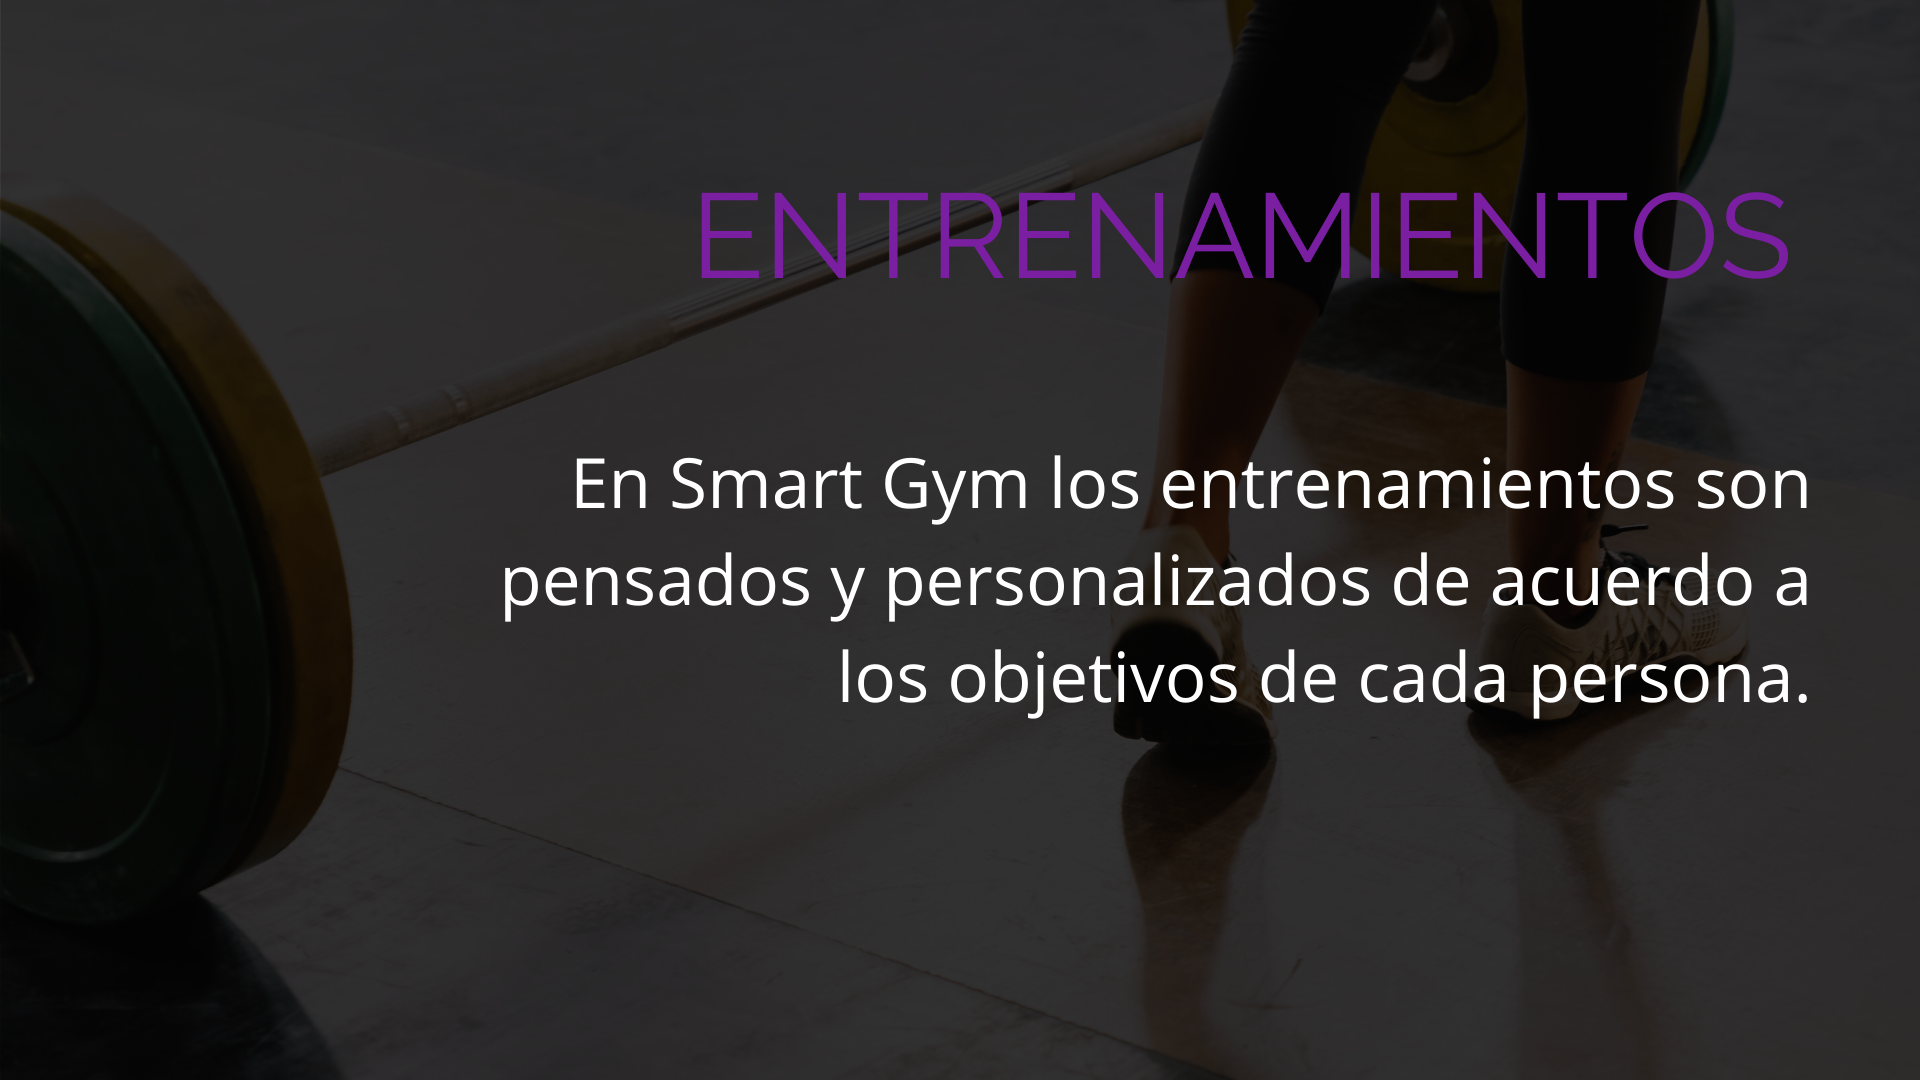 ENTRENAMIENTOS
En Smart Gym los entrenamientos son
pensados y personalizados de acuerdo a
los objetivos de cada persona.